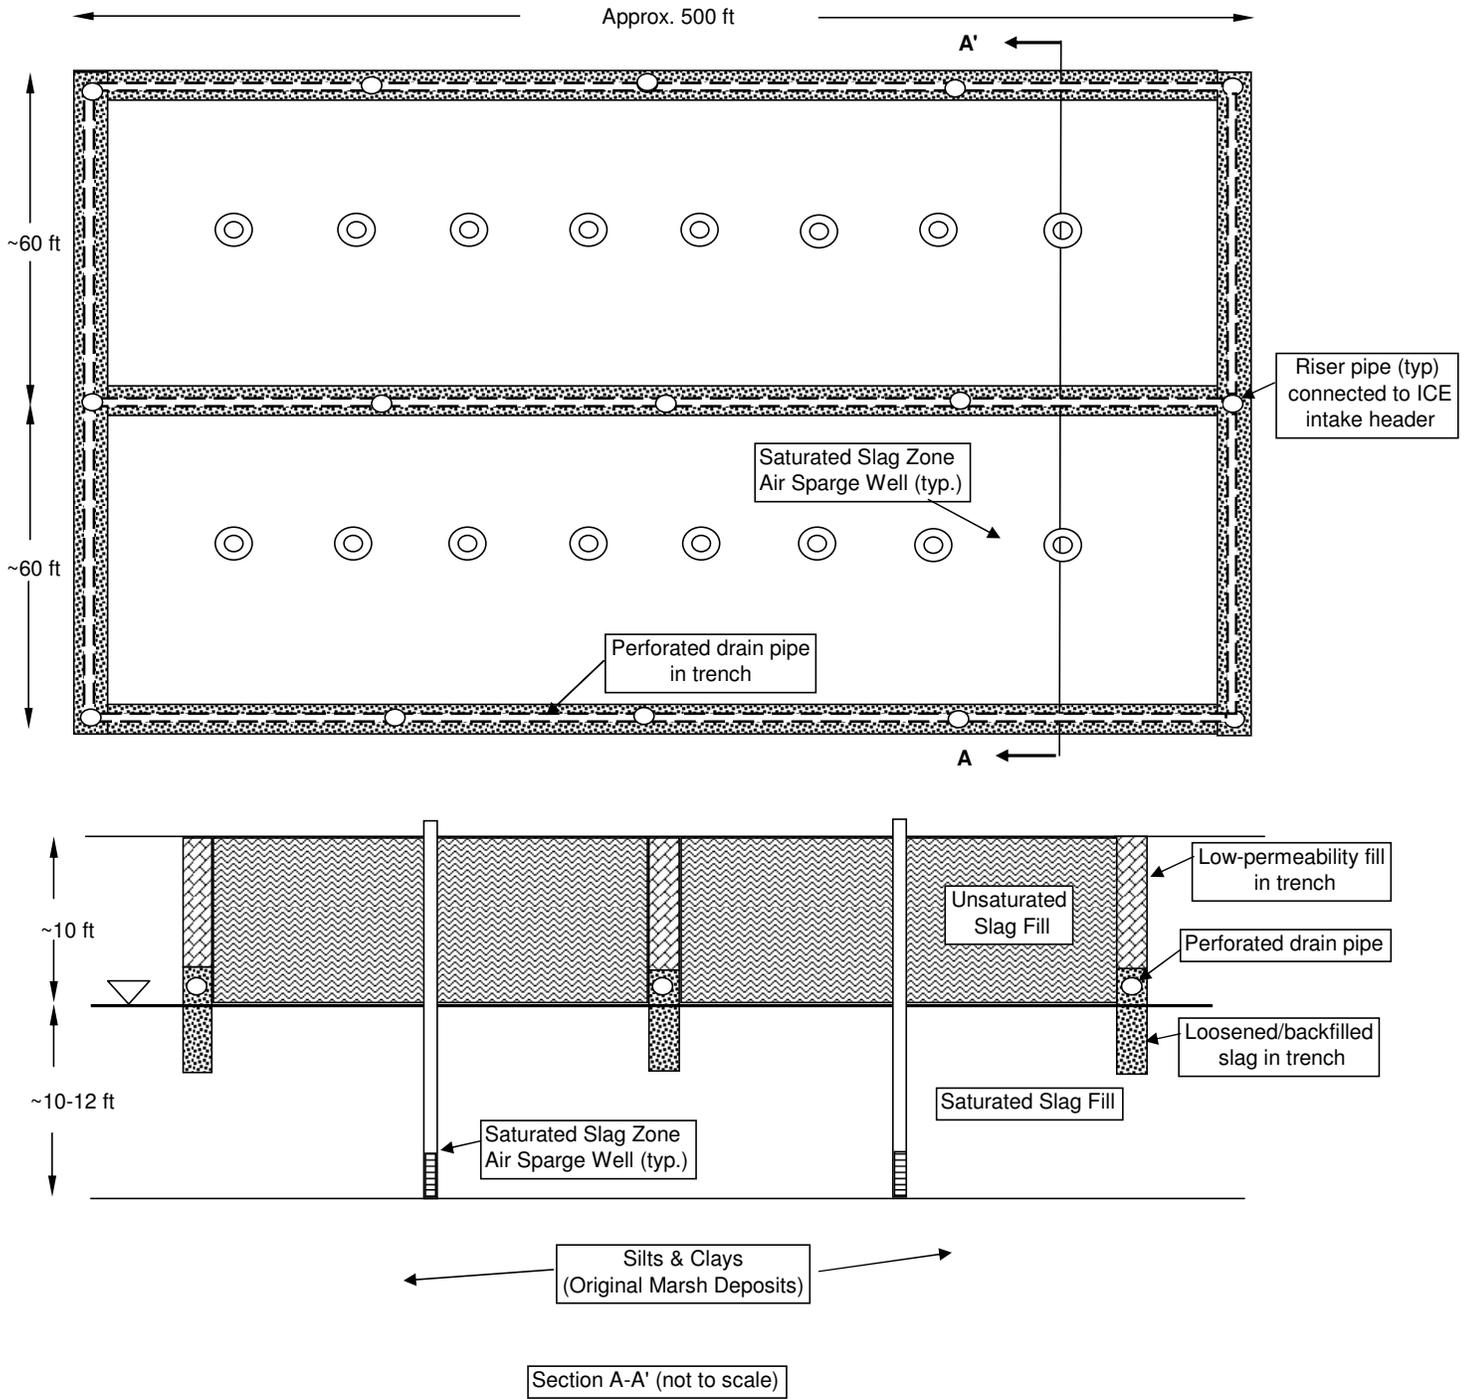 Approx. 500 ft
A'
~60 ft
Riser pipe (typ)
connected to ICE
intake header
Saturated Slag Zone
Air Sparge Well (typ.)
~60 ft
Perforated drain pipe
in trench
A
Low-permeability fill
in trench
Unsaturated
Slag Fill
~10 ft
Perforated drain pipe
Loosened/backfilled
slag in trench
~10-12 ft
Saturated Slag Fill
Saturated Slag Zone
Air Sparge Well (typ.)
Silts & Clays
(Original Marsh Deposits)
Section A-A' (not to scale)